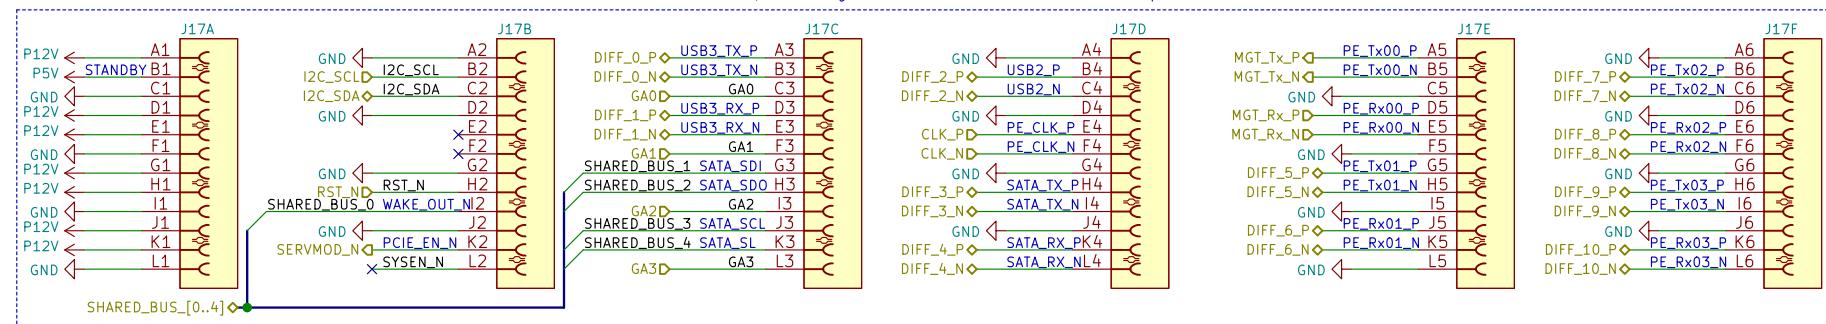 J17A
P12V A1
P5V STANDBY B1
GND C1
P12V D1
P12V E1
GND F1
P12V G1
P12V H1
GND I1
P12V J1
P12V K1
GND L1
J17B
GND A2
I2C_SCL I2C_SCL B2
I2C_SDA I2C_SDA C2
GND D2
E2
F2
GND G2
RST_N RST_N H2
SHARED_BUS_0 WAKE_OUT_N I2
GND J2
SERVMOD_N PCIE_EN_N K2
SYSEN_N L2
SHARED_BUS_[0..4]
J17C
DIFF_0_P USB3_TX_P A3
DIFF_0_N USB3_TX_N B3
GA0 GA0 C3
DIFF_1_P USB3_RX_P D3
DIFF_1_N USB3_RX_N E3
GA1 GA1 F3
SHARED_BUS_1 SATA_SDI G3
SHARED_BUS_2 SATA_SDO H3
GA2 GA2 I3
SHARED_BUS_3 SATA_SCL J3
SHARED_BUS_4 SATA_SL K3
GA3 GA3 L3
J17D
GND A4
DIFF_2_P USB2_P B4
DIFF_2_N USB2_N C4
GND D4
CLK_P PE_CLK_P E4
CLK_N PE_CLK_N F4
GND G4
DIFF_3_P SATA_TX_P H4
DIFF_3_N SATA_TX_N I4
GND J4
DIFF_4_P SATA_RX_P K4
DIFF_4_N SATA_RX_N L4
J17E
MGT_Tx_P PE_Tx00_P A5
MGT_Tx_N PE_Tx00_N B5
GND C5
MGT_Rx_P PE_Rx00_P D5
MGT_Rx_N PE_Rx00_N E5
GND F5
DIFF_5_P PE_Tx01_P G5
DIFF_5_N PE_Tx01_N H5
GND I5
DIFF_6_P PE_Rx01_P J5
DIFF_6_N PE_Rx01_N K5
GND L5
J17F
GND A6
DIFF_7_P PE_Tx02_P B6
DIFF_7_N PE_Tx02_N C6
GND D6
DIFF_8_P PE_Rx02_P E6
DIFF_8_N PE_Rx02_N F6
GND G6
DIFF_9_P PE_Tx03_P H6
DIFF_9_N PE_Tx03_N I6
GND J6
DIFF_10_P PE_Rx03_P K6
DIFF_10_N PE_Rx03_N L6